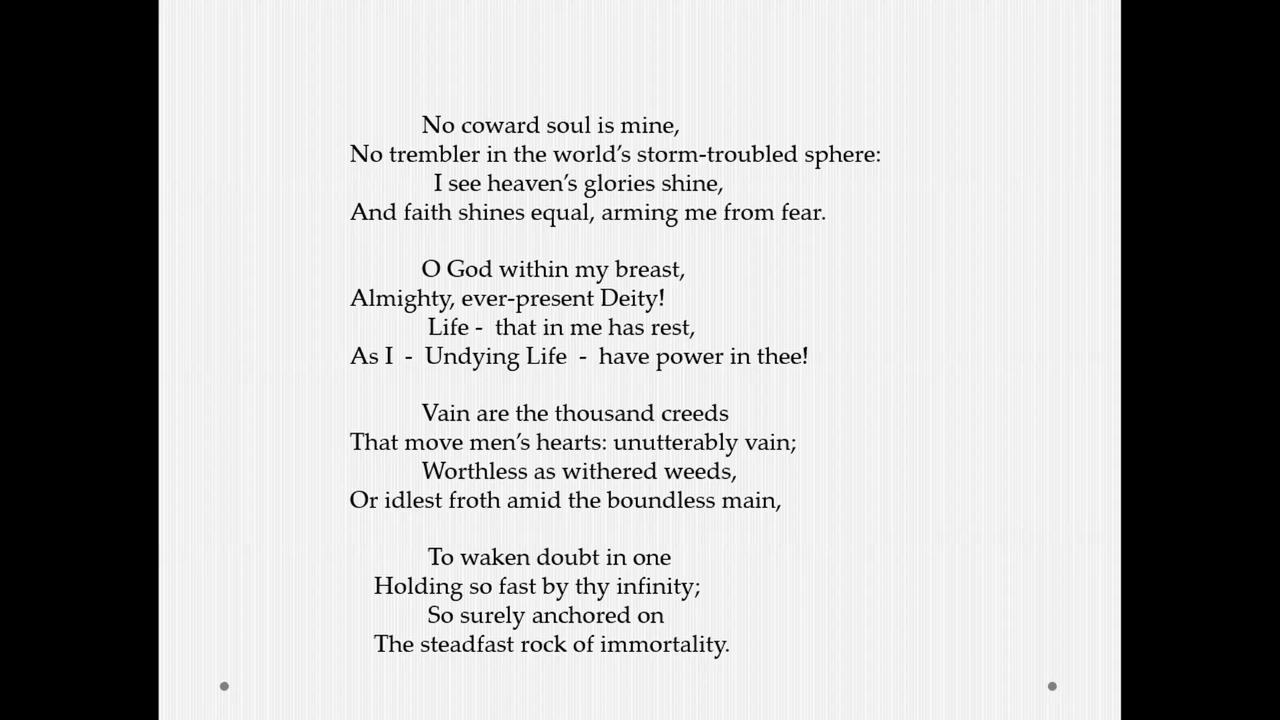 No coward soul is mine,
No trembler in the world’s storm-troubled sphere:
I see heaven’s glories shine,
And faith shines equal, arming me from fear.
O God within my breast,
Almighty, ever-present Deity!
Life -  that in me has rest,
As I  -  Undying Life  -  have power in thee!
Vain are the thousand creeds
That move men’s hearts: unutterably vain;
Worthless as withered weeds,
Or idlest froth amid the boundless main,
To waken doubt in one
Holding so fast by thy infinity;
So surely anchored on
The steadfast rock of immortality.